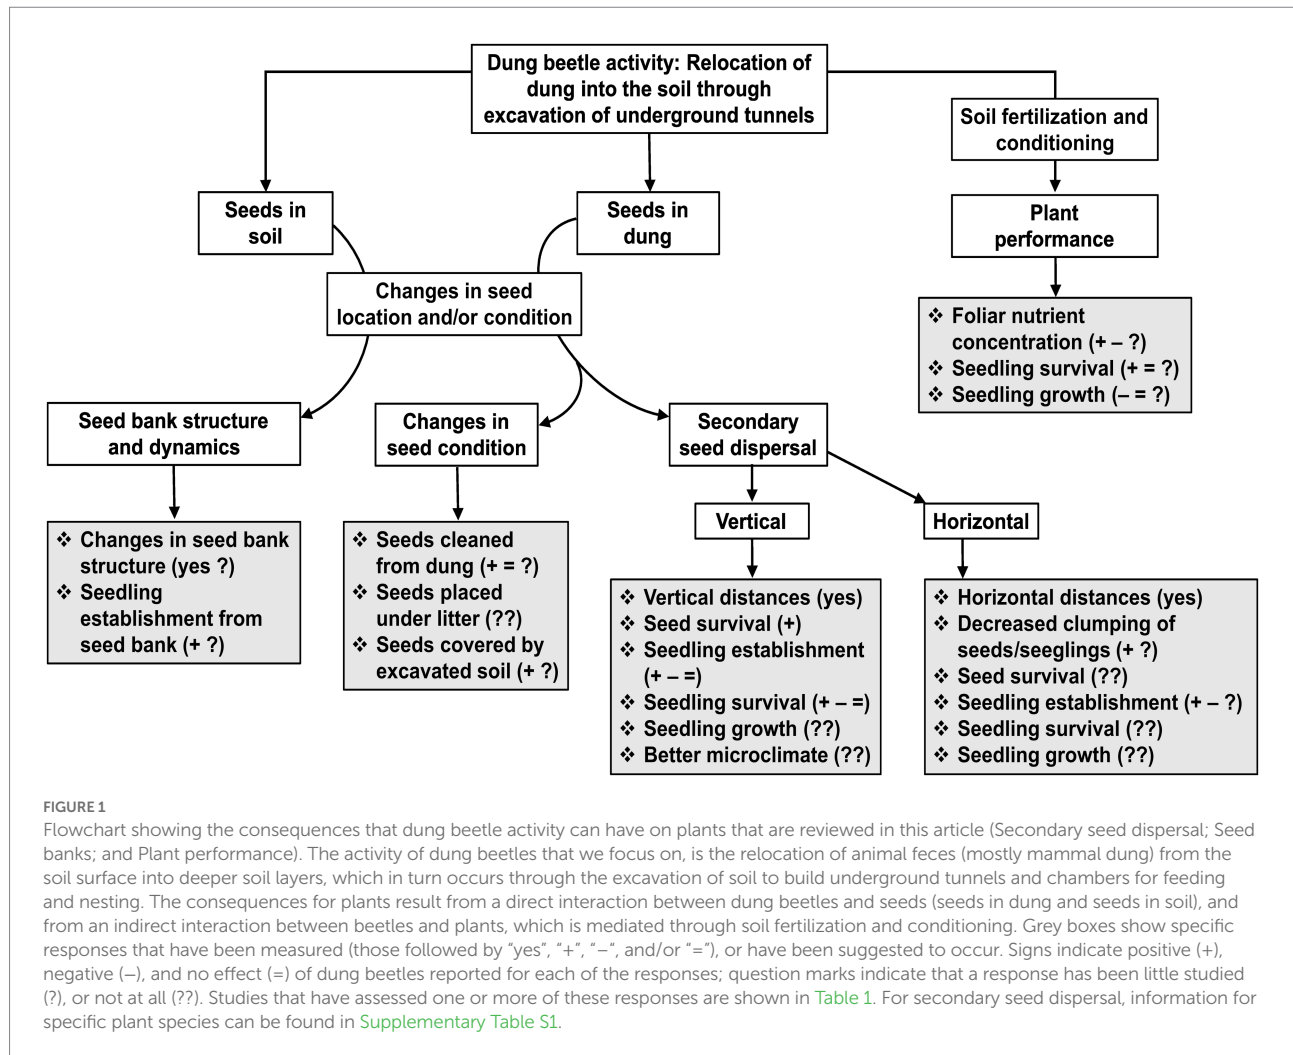 Dung beetle activity: Relocation of
dung into the soil through
excavation of underground tunnels
Soil fertilization and
conditioning
Seeds in
soil
Seeds in
dung
Plant
performance
Changes in seed
location and/or condition
❖ Foliar nutrient
concentration (+ – ?)
❖ Seedling survival (+ = ?)
❖ Seedling growth (– = ?)
Seed bank structure
and dynamics
Changes in
seed condition
Secondary
seed dispersal
Vertical
Horizontal
❖ Changes in seed bank
structure (yes ?)
❖ Seedling
establishment from
seed bank (+ ?)
❖ Seeds cleaned
from dung (+ = ?)
❖ Seeds placed
under litter (??)
❖ Seeds covered by
excavated soil (+ ?)
❖ Vertical distances (yes)
❖ Seed survival (+)
❖ Seedling establishment
(+ – =)
❖ Seedling survival (+ – =)
❖ Seedling growth (??)
❖ Better microclimate (??)
❖ Horizontal distances (yes)
❖ Decreased clumping of
seeds/seeglings (+ ?)
❖ Seed survival (??)
❖ Seedling establishment (+ – ?)
❖ Seedling survival (??)
❖ Seedling growth (??)
FIGURE 1
Flowchart showing the consequences that dung beetle activity can have on plants that are reviewed in this article (Secondary seed dispersal; Seed
banks; and Plant performance). The activity of dung beetles that we focus on, is the relocation of animal feces (mostly mammal dung) from the
soil surface into deeper soil layers, which in turn occurs through the excavation of soil to build underground tunnels and chambers for feeding
and nesting. The consequences for plants result from a direct interaction between dung beetles and seeds (seeds in dung and seeds in soil), and
from an indirect interaction between beetles and plants, which is mediated through soil fertilization and conditioning. Grey boxes show specific
responses that have been measured (those followed by “yes”, “+”, “−“, and/or “=”), or have been suggested to occur. Signs indicate positive (+),
negative (−), and no effect (=) of dung beetles reported for each of the responses; question marks indicate that a response has been little studied
(?), or not at all (??). Studies that have assessed one or more of these responses are shown in Table 1. For secondary seed dispersal, information for
specific plant species can be found in Supplementary Table S1.